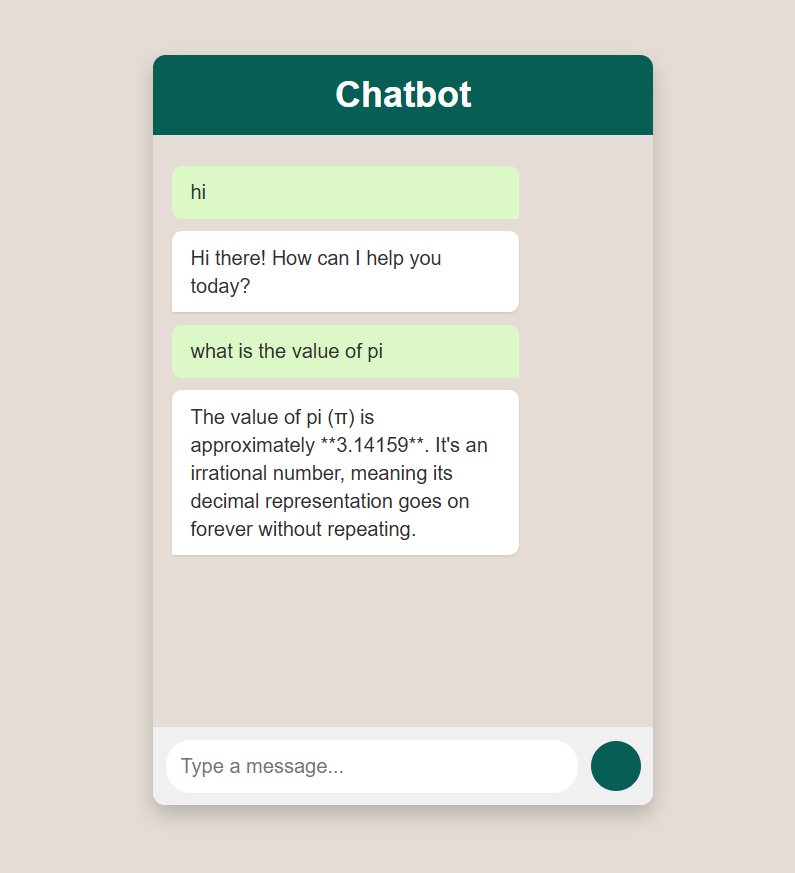 Chatbot
hi
Hi there! How can I help you
today?
what is the value of pi
The value of pi (π) is
approximately **3.14159**. It's an
irrational number, meaning its
decimal representation goes on
forever without repeating.
Type a message...